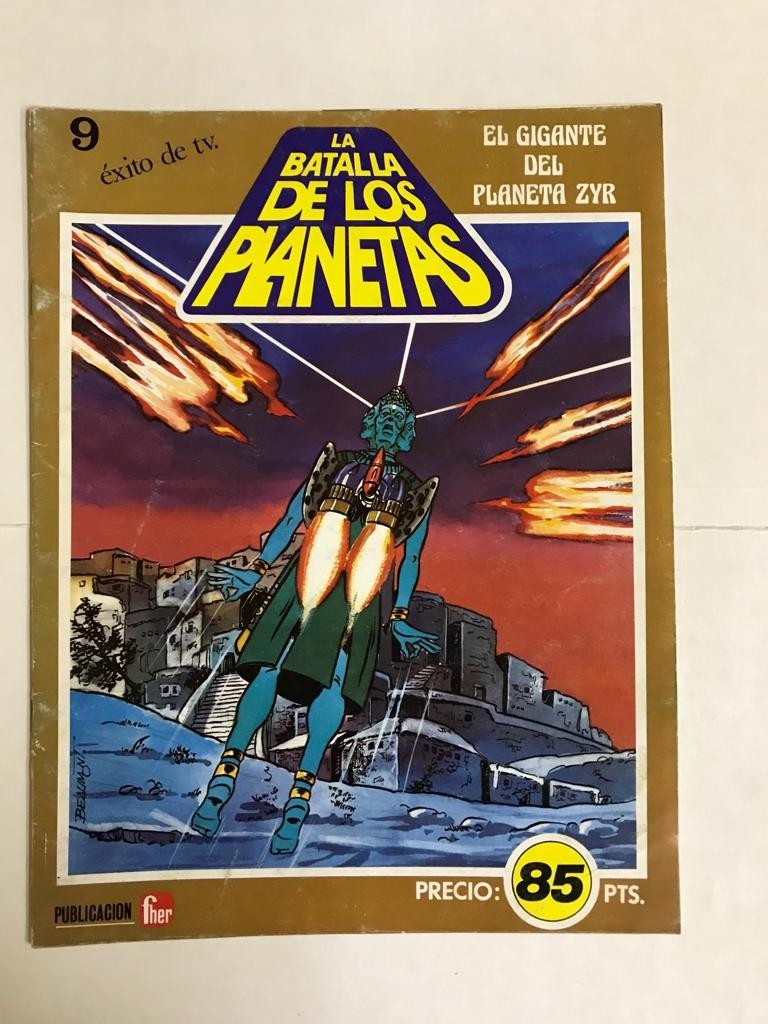 9
éxito de tv.
LA
BATALLA
DE LOS
PLANETAS
EL GIGANTE
DEL
PLANETA ZYR
BEAUMONT
PUBLICACION fher
PRECIO: 85 PTS.